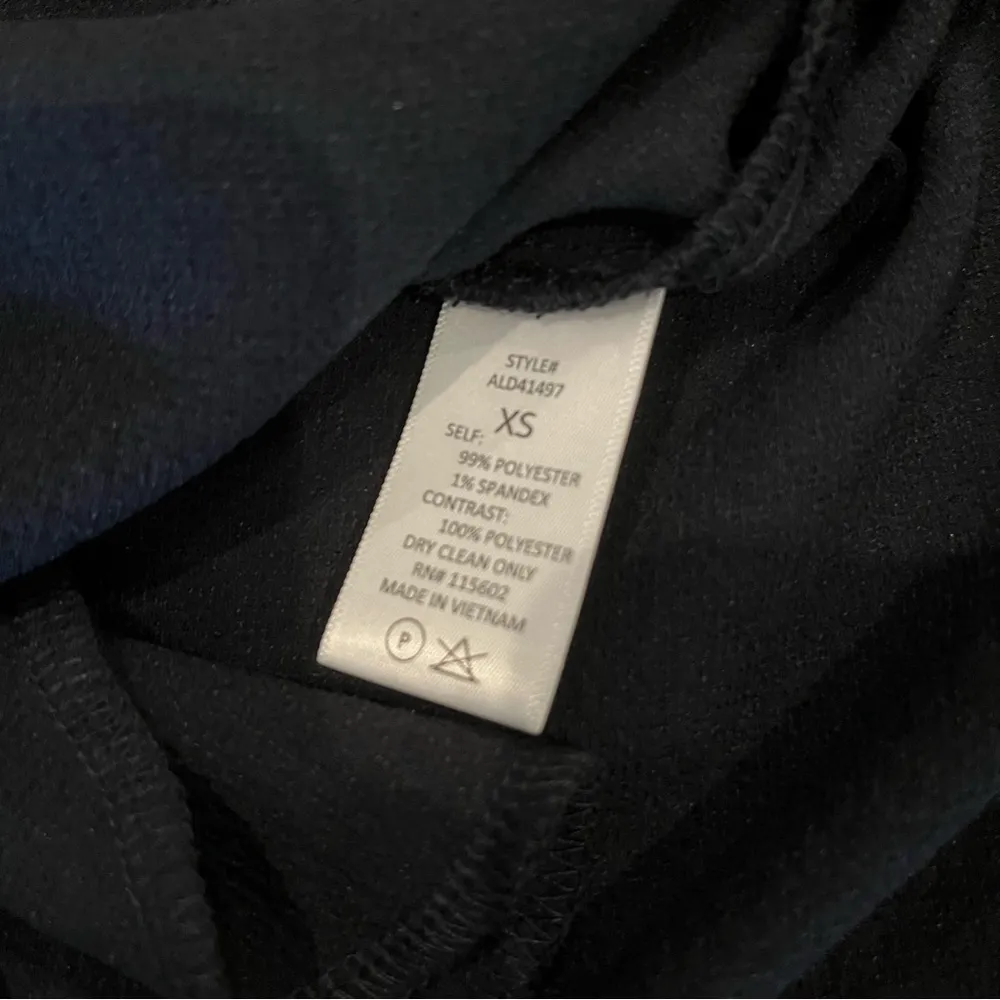 STYLE#
ALD41497
XS
SELF:
99% POLYESTER
1% SPANDEX
CONTRAST:
100% POLYESTER
DRY CLEAN ONLY
RN# 115602
MADE IN VIETNAM
P